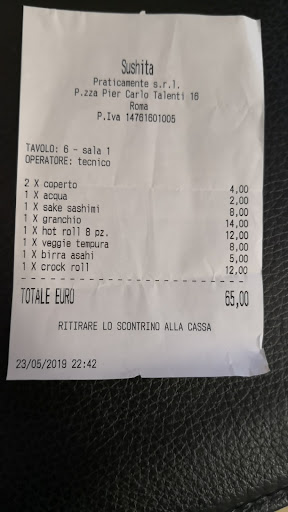 Sushita
Praticamente s.r.l.
P.zza Pier Carlo Talenti 16
Roma
P.Iva 14761601005
TAVOLO: 6 - sala 1
OPERATORE: tecnico
2 X coperto 4,00
1 X acqua 2,00
1 X sake sashimi 8,00
1 X granchio 14,00
1 X hot roll 8 pz. 12,00
1 X veggie tempura 8,00
1 X birra asahi 5,00
1 X crock roll 12,00
TOTALE EURO 65,00
RITIRARE LO SCONTRINO ALLA CASSA
23/05/2019 22:42